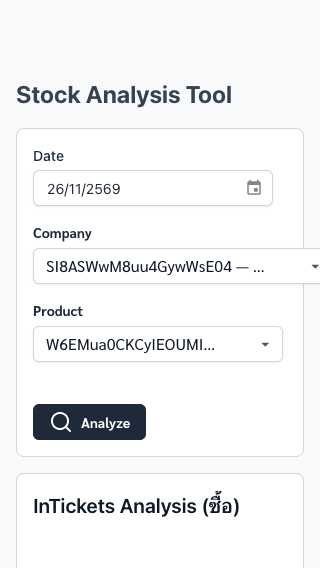 Stock Analysis Tool
Date
26/11/2569
Company
SI8ASWwM8uu4GywWsE04 — ...
Product
W6EMua0CKCyIEOUMI...
Analyze
InTickets Analysis (ซื้อ)